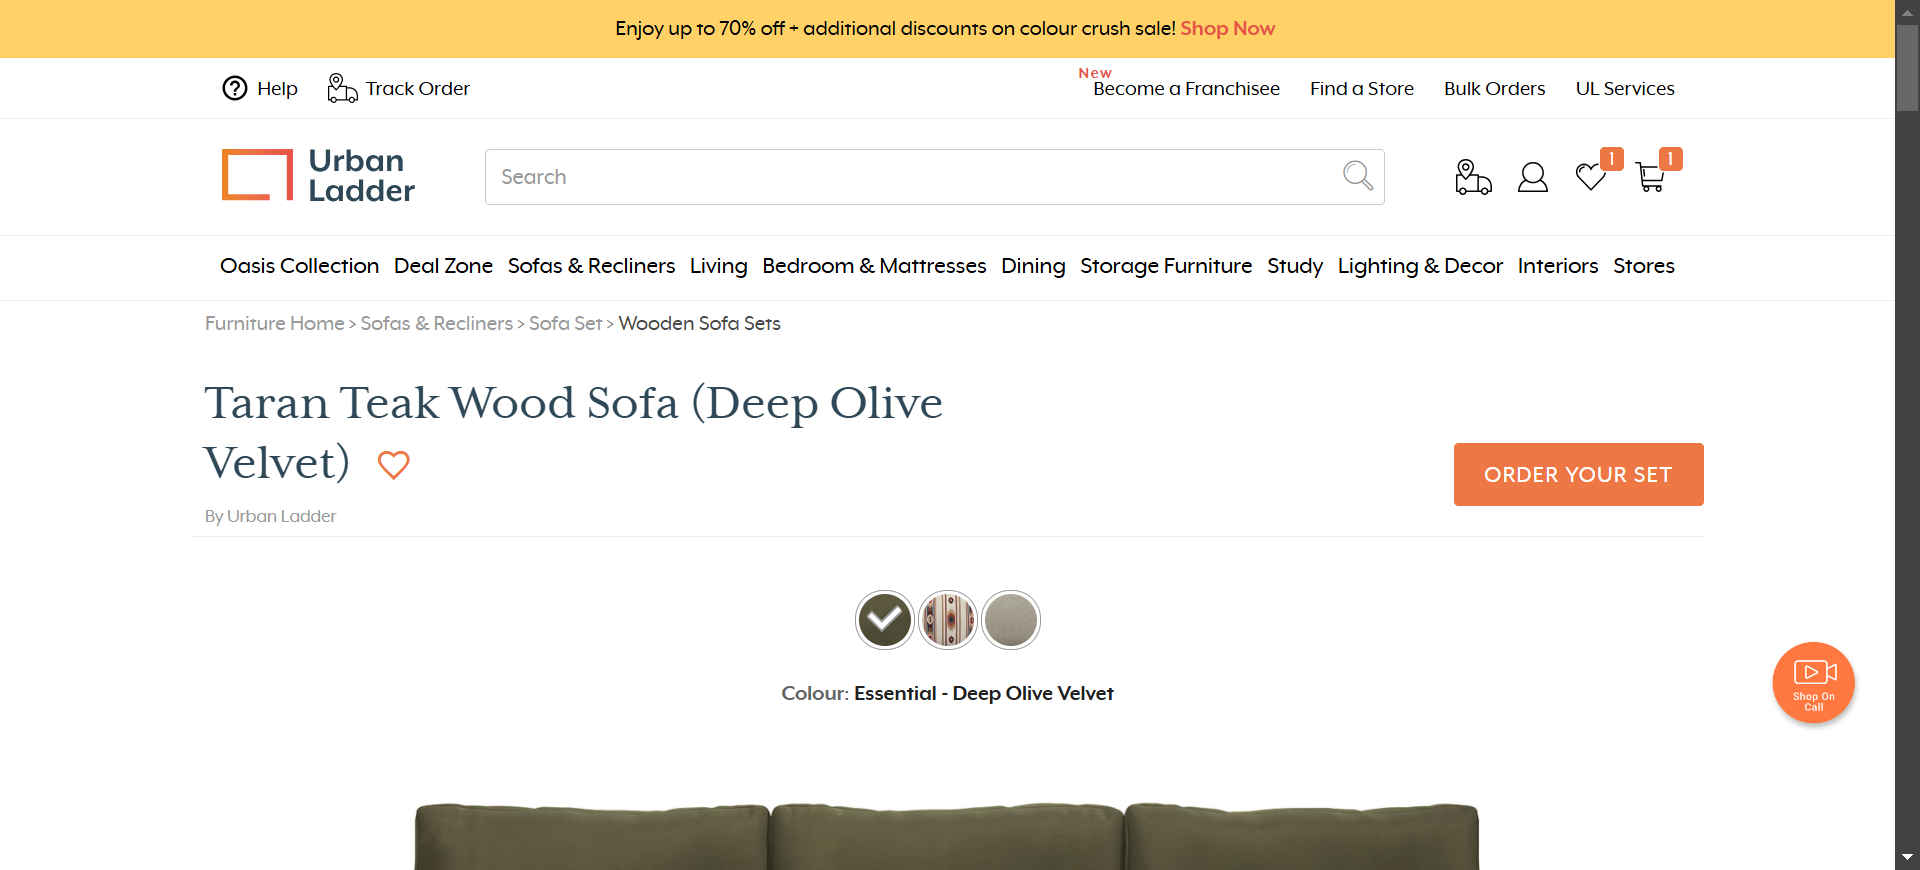 Enjoy up to 70% off + additional discounts on colour crush sale! Shop Now
Help
Track Order
New
Become a Franchisee
Find a Store
Bulk Orders
UL Services
Urban
Ladder
Search
1
1
Oasis Collection Deal Zone Sofas & Recliners Living Bedroom & Mattresses Dining Storage Furniture Study Lighting & Decor Interiors Stores
Furniture Home > Sofas & Recliners > Sofa Set > Wooden Sofa Sets
Taran Teak Wood Sofa (Deep Olive
Velvet)
ORDER YOUR SET
By Urban Ladder
Colour: Essential - Deep Olive Velvet
Shop On
Call